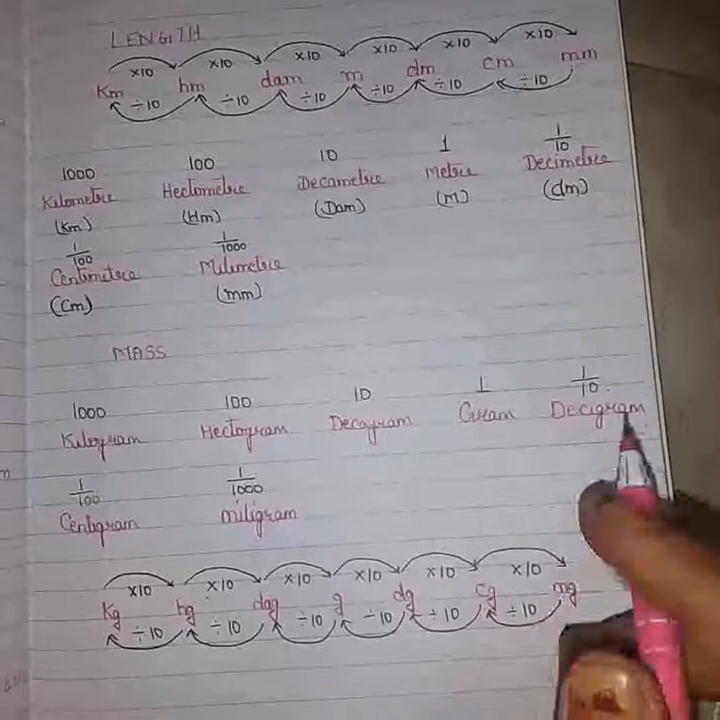 LENGTH
×10 ×10 ×10 ×10 ×10 ×10
Km hm dam m dm cm mm
÷10 ÷10 ÷10 ÷10 ÷10 ÷10
1000 100 10 1 1/10
Kilometre Hectometre Decametre Metre Decimetre
(Km) (Hm) (Dam) (M) (dm)
1/100 1/1000
Centimetre Milimetre
(Cm) (mm)
MASS
1000 100 10 1 1/10
Kilogram Hectogram Decagram Gram Decigram
1/100 1/1000
Centigram miligram
×10 ×10 ×10 ×10 ×10 ×10
Kg hg dag g dg cg mg
÷10 ÷10 ÷10 ÷10 ÷10 ÷10